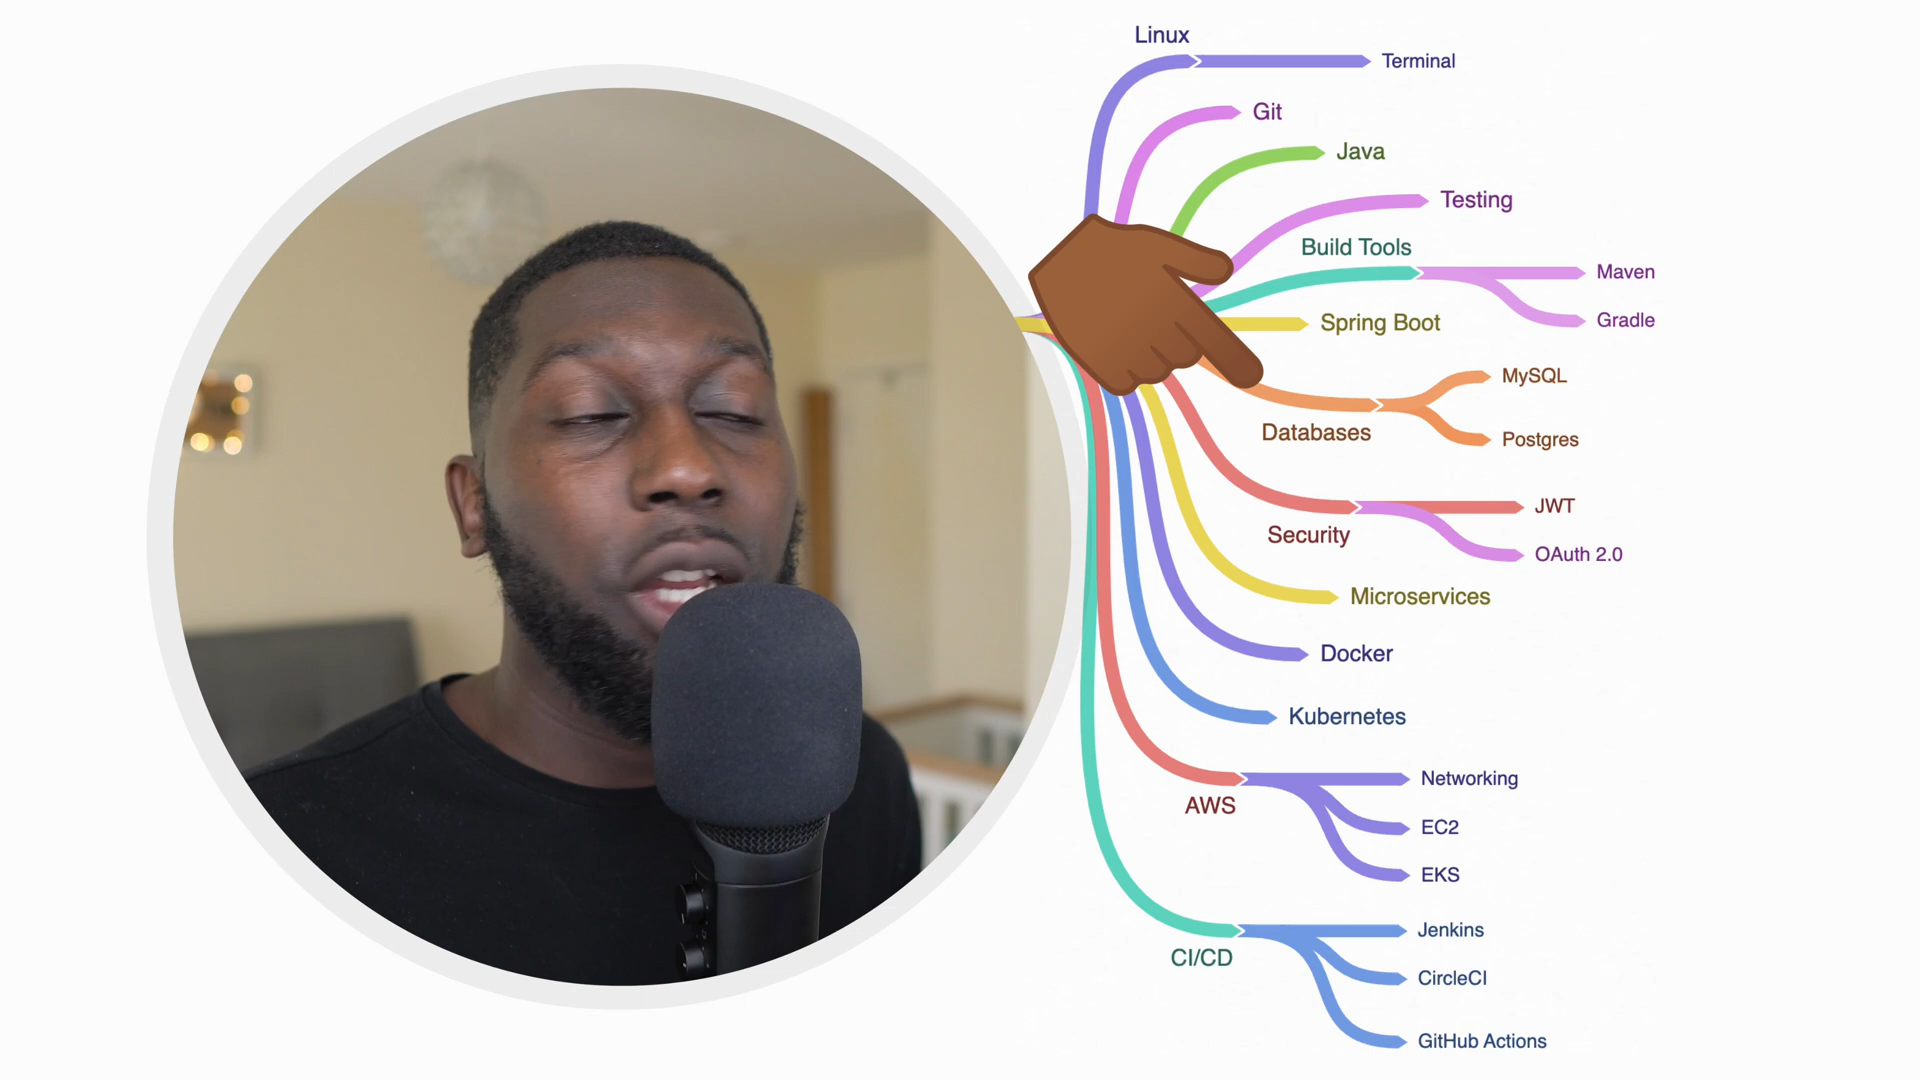 Linux
Terminal
Git
Java
Testing
Build Tools
Maven
Gradle
Spring Boot
Databases
MySQL
Postgres
Security
JWT
OAuth 2.0
Microservices
Docker
Kubernetes
AWS
Networking
EC2
EKS
CI/CD
Jenkins
CircleCI
GitHub Actions